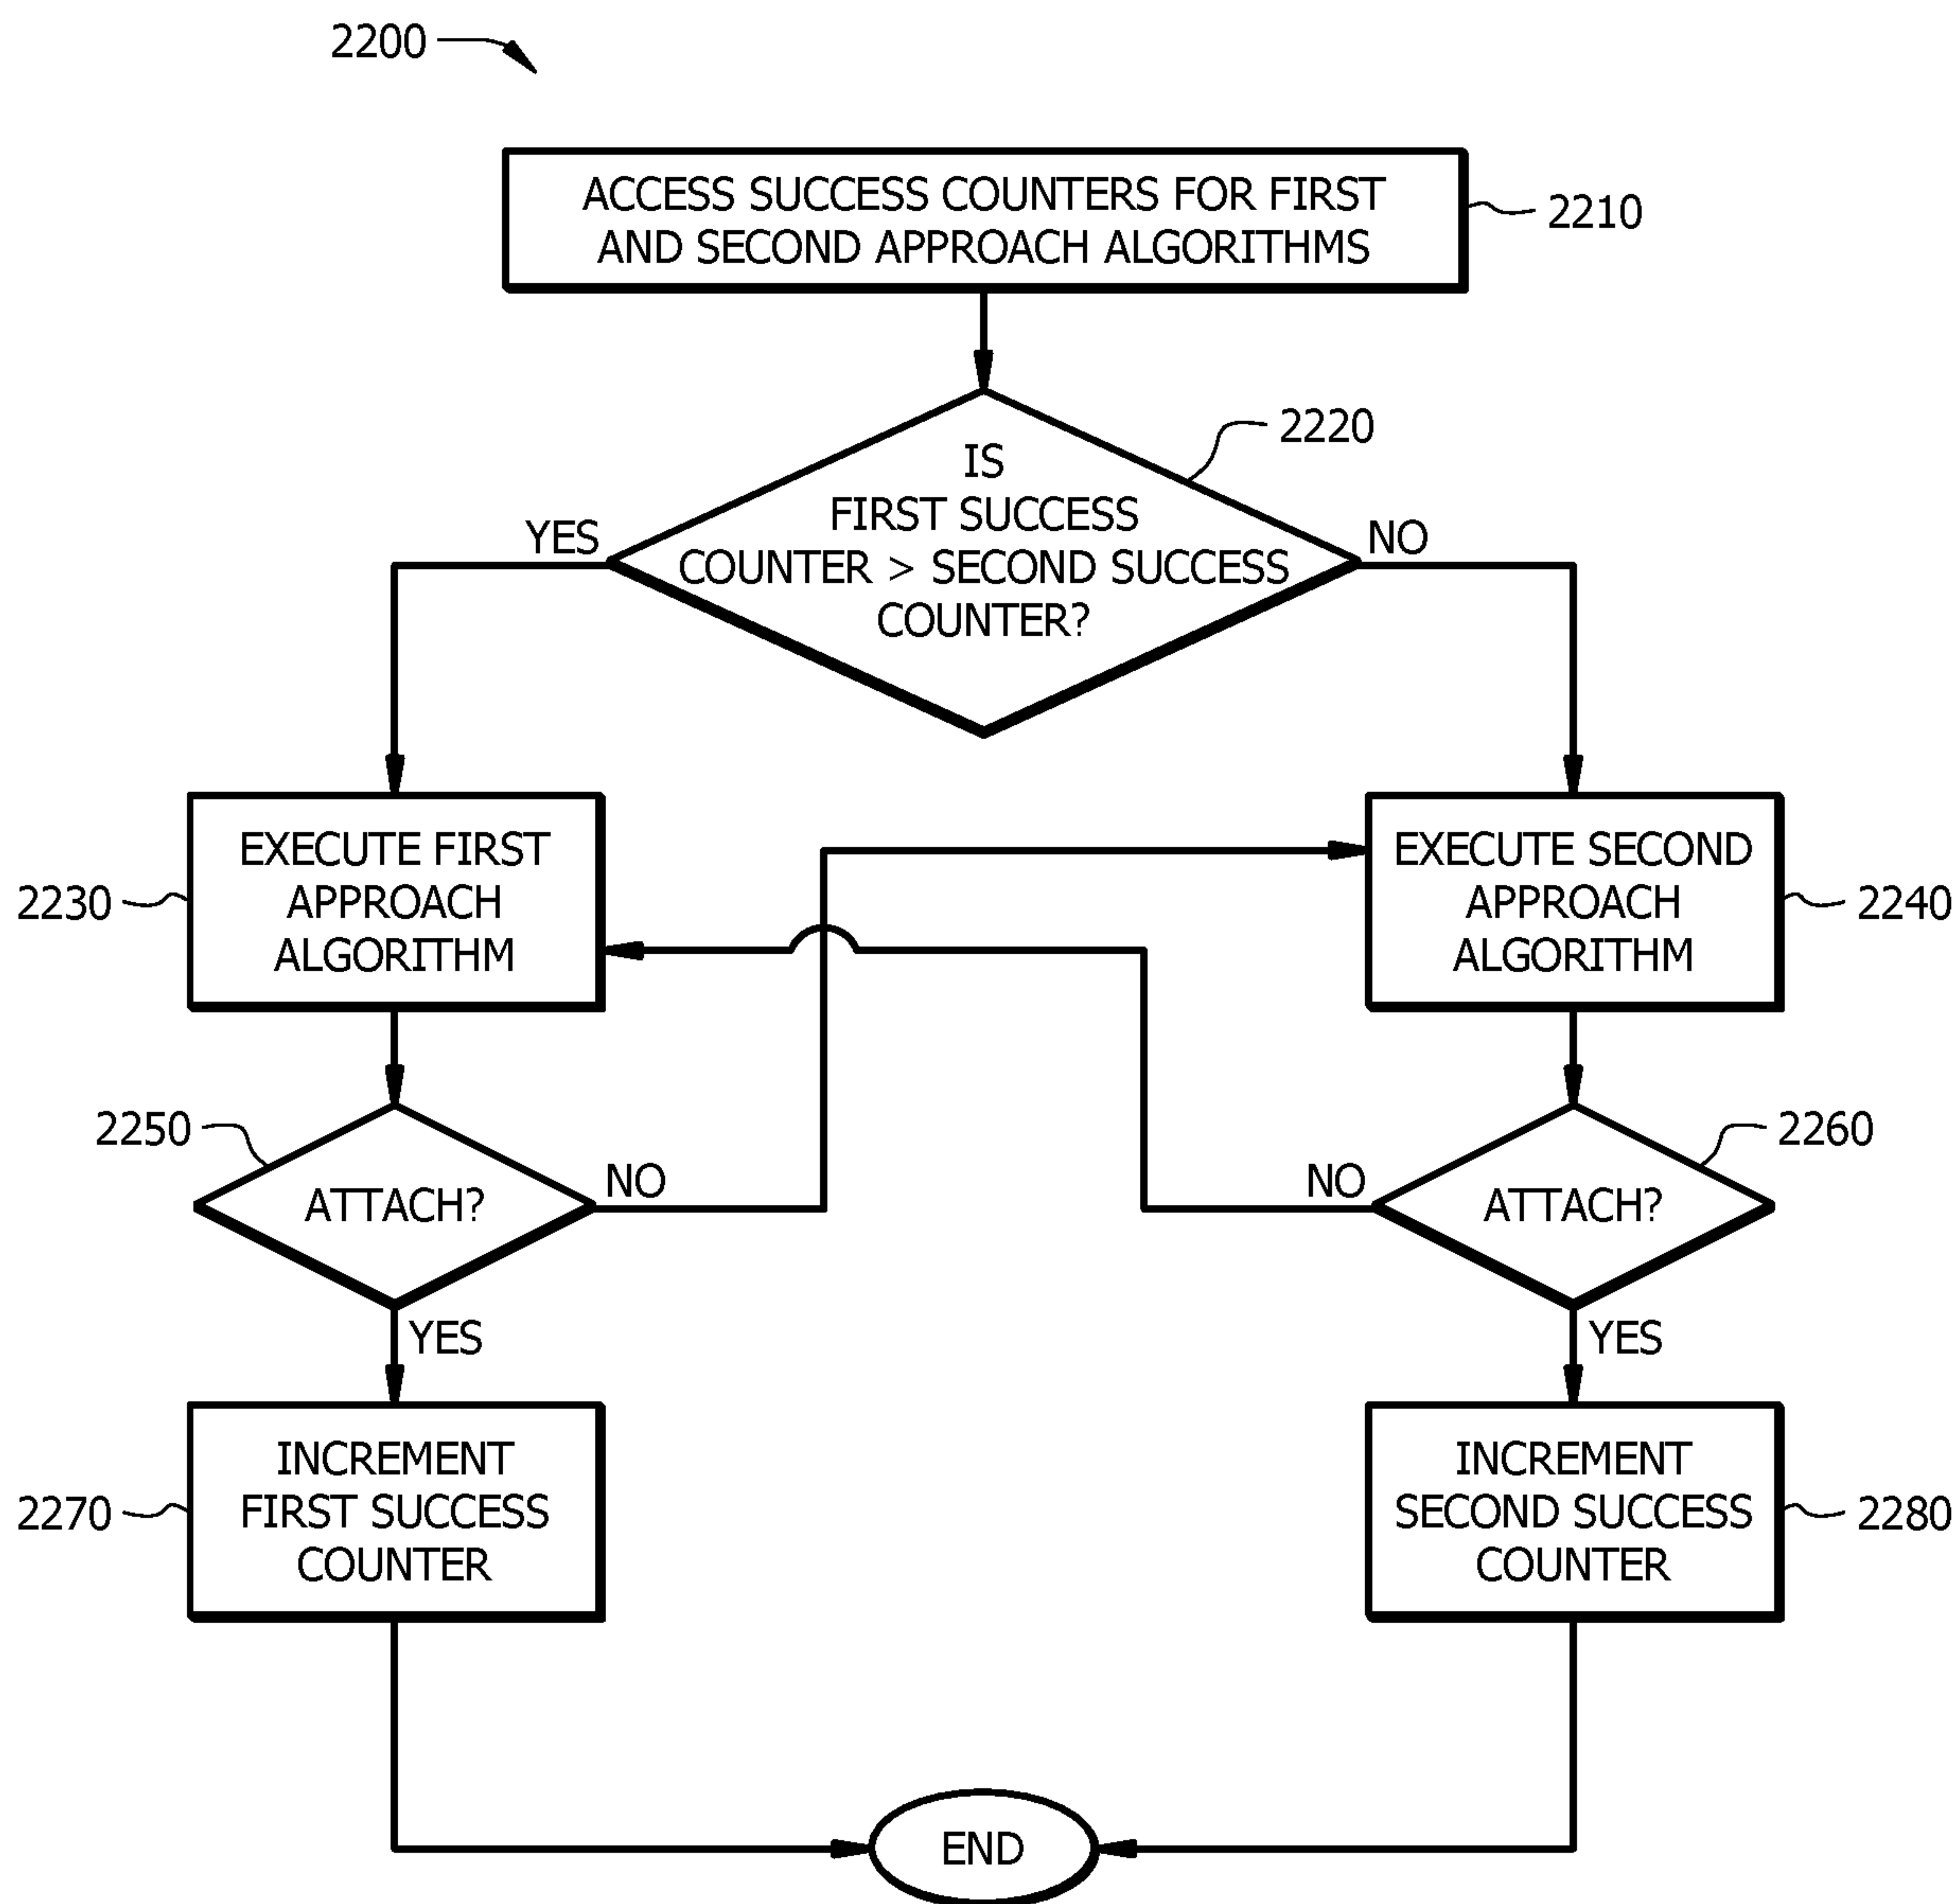 2200
ACCESS SUCCESS COUNTERS FOR FIRST
AND SECOND APPROACH ALGORITHMS
2210
2220
IS
FIRST SUCCESS
COUNTER > SECOND SUCCESS
COUNTER?
YES
NO
EXECUTE FIRST
APPROACH
ALGORITHM
2230
EXECUTE SECOND
APPROACH
ALGORITHM
2240
2250
ATTACH?
NO
YES
2260
ATTACH?
NO
YES
INCREMENT
FIRST SUCCESS
COUNTER
2270
INCREMENT
SECOND SUCCESS
COUNTER
2280
END